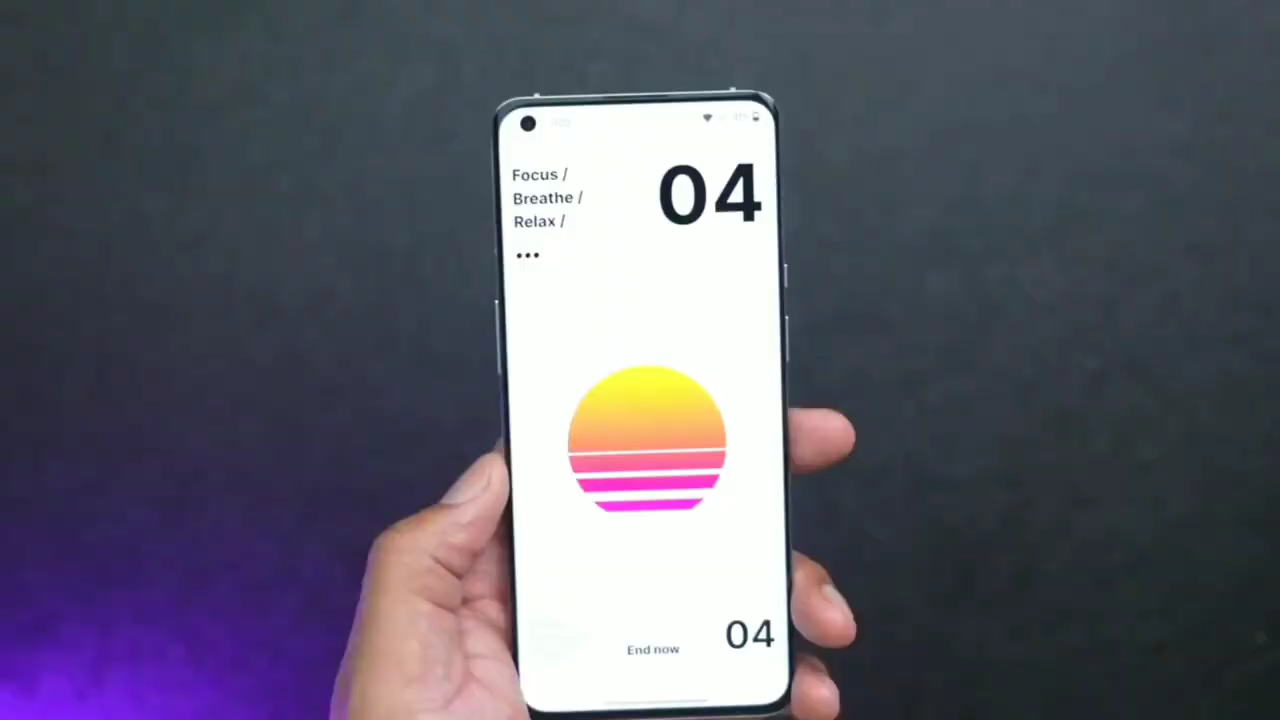 Focus /
Breathe /
Relax /
•••
04
End now
04